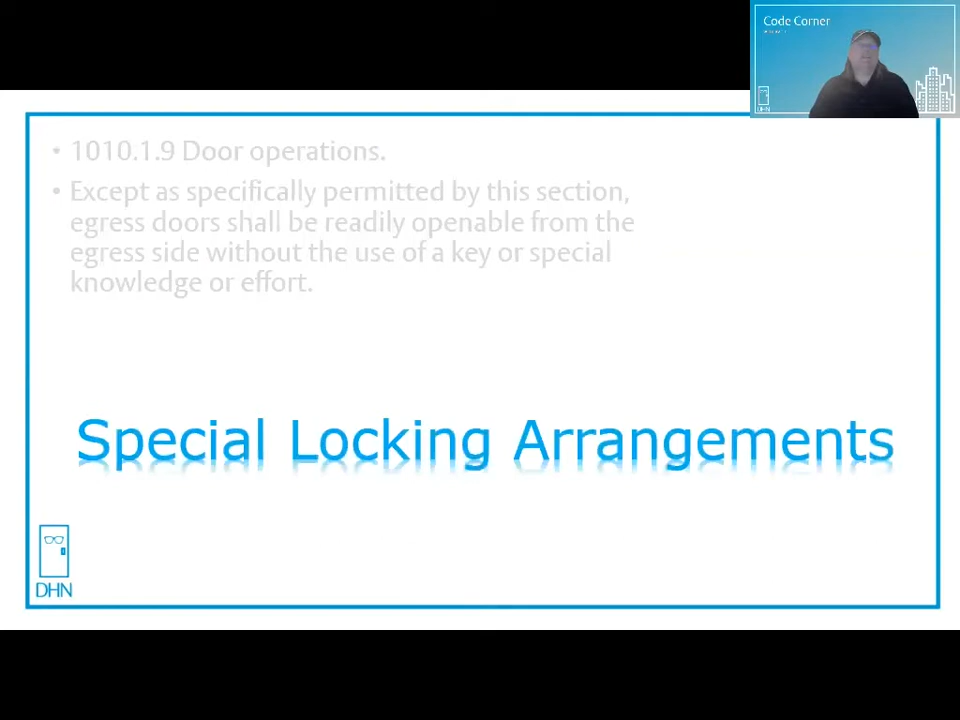 Code Corner
• 1010.1.9 Door operations.
• Except as specifically permitted by this section,
egress doors shall be readily openable from the
egress side without the use of a key or special
knowledge or effort.
Special Locking Arrangements
DHN
DHN